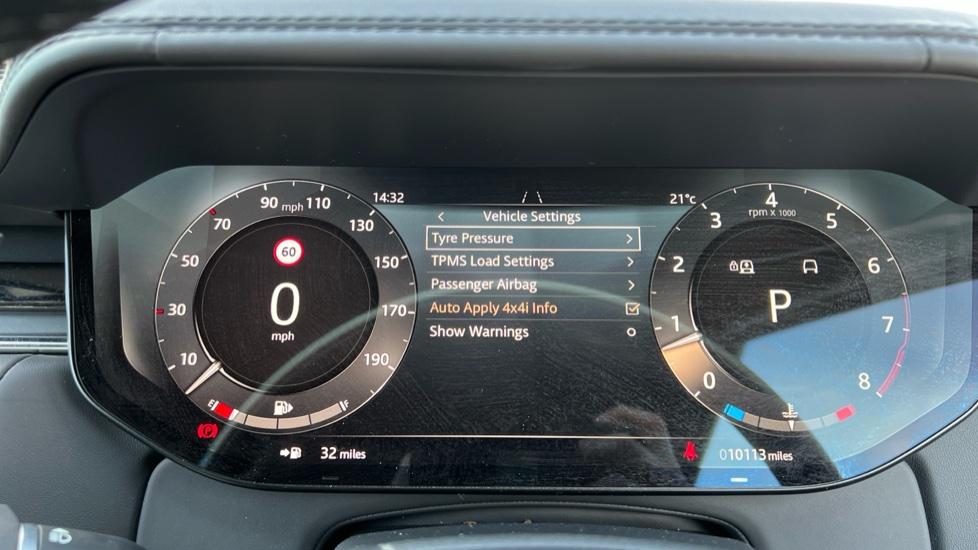 14:32
21°C
< Vehicle Settings
Tyre Pressure >
TPMS Load Settings >
Passenger Airbag >
Auto Apply 4x4i Info
Show Warnings
10 30 50 70 90 mph 110 130 150 170 190
60
0
mph
E F
0 1 2 3 4 5 6 7 8
rpm x 1000
P
(P)
32 miles
010113 miles